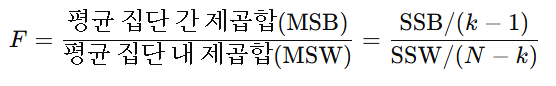 F = 평균 집단 간 제곱합(MSB) / 평균 집단 내 제곱합(MSW) = SSB/(k − 1) / SSW/(N − k)